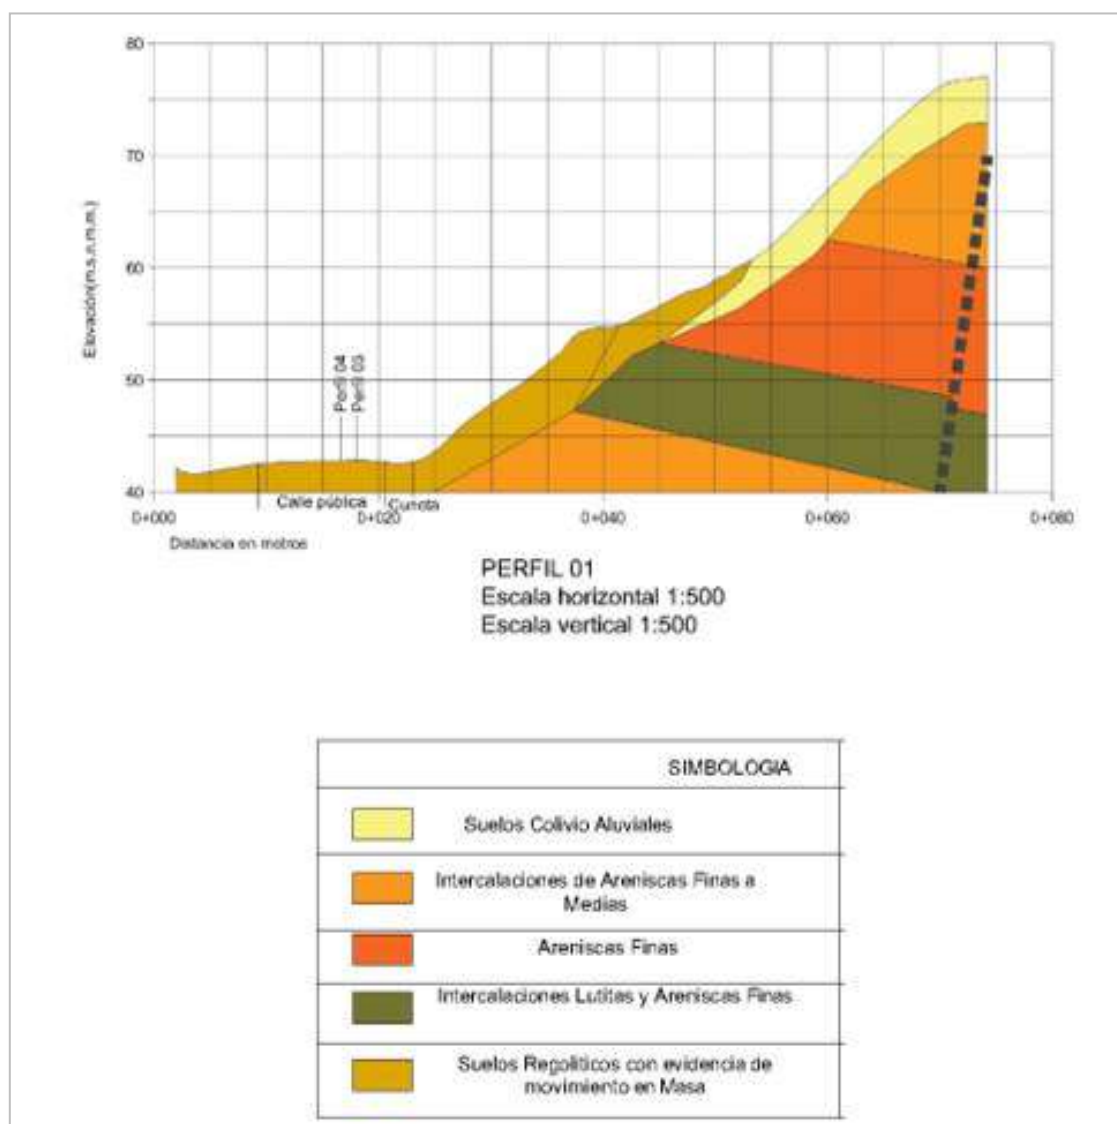 80
70
60
50
40
Elevación(m.s.n.m.m.)
Perfil 04
Perfil 03
Calle pública
Cuneta
0+000
0+020
0+040
0+060
0+080
Distancia en metros
PERFIL 01
Escala horizontal 1:500
Escala vertical 1:500
SIMBOLOGIA
Suelos Colivio Aluviales
Intercalaciones de Areniscas Finas a
Medias
Areniscas Finas
Intercalaciones Lutitas y Areniscas Finas
Suelos Regolíticos con evidencia de
movimiento en Masa